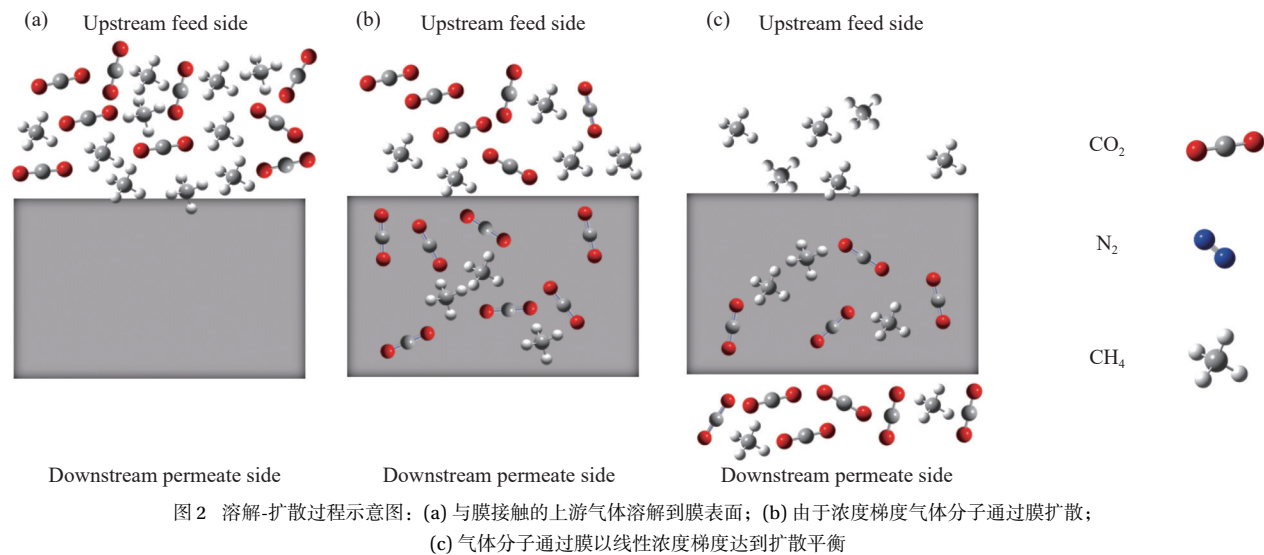 (a) Upstream feed side
(b) Upstream feed side
(c) Upstream feed side
CO₂
N₂
CH₄
Downstream permeate side
Downstream permeate side
Downstream permeate side
图 2 溶解-扩散过程示意图：(a) 与膜接触的上游气体溶解到膜表面；(b) 由于浓度梯度气体分子通过膜扩散；
(c) 气体分子通过膜以线性浓度梯度达到扩散平衡